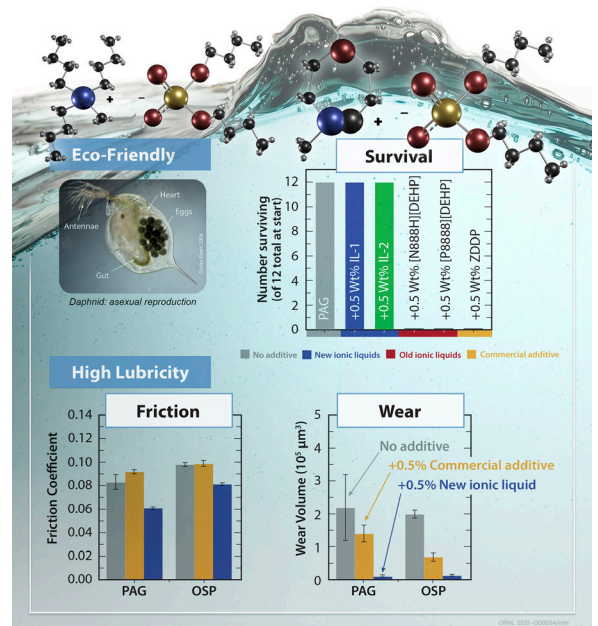 +
-
+
-
Eco-Friendly
Heart
Eggs
Antennae
Gut
Daphnid: asexual reproduction
Survival
Number surviving
(of 12 total at start)
12
10
8
6
4
2
0
PAG
+0.5 Wt% IL-1
+0.5 Wt% IL-2
+0.5 Wt% [N888H][DEHP]
+0.5 Wt% [P8888][DEHP]
+0.5 Wt% ZDDP
No additive
New ionic liquids
Old ionic liquids
Commercial additive
High Lubricity
Friction
Friction Coefficient
0.14
0.12
0.10
0.08
0.06
0.04
0.02
0.00
PAG
OSP
Wear
Wear Volume (10⁵ µm³)
5
4
3
2
1
0
No additive
+0.5% Commercial additive
+0.5% New ionic liquid
PAG
OSP